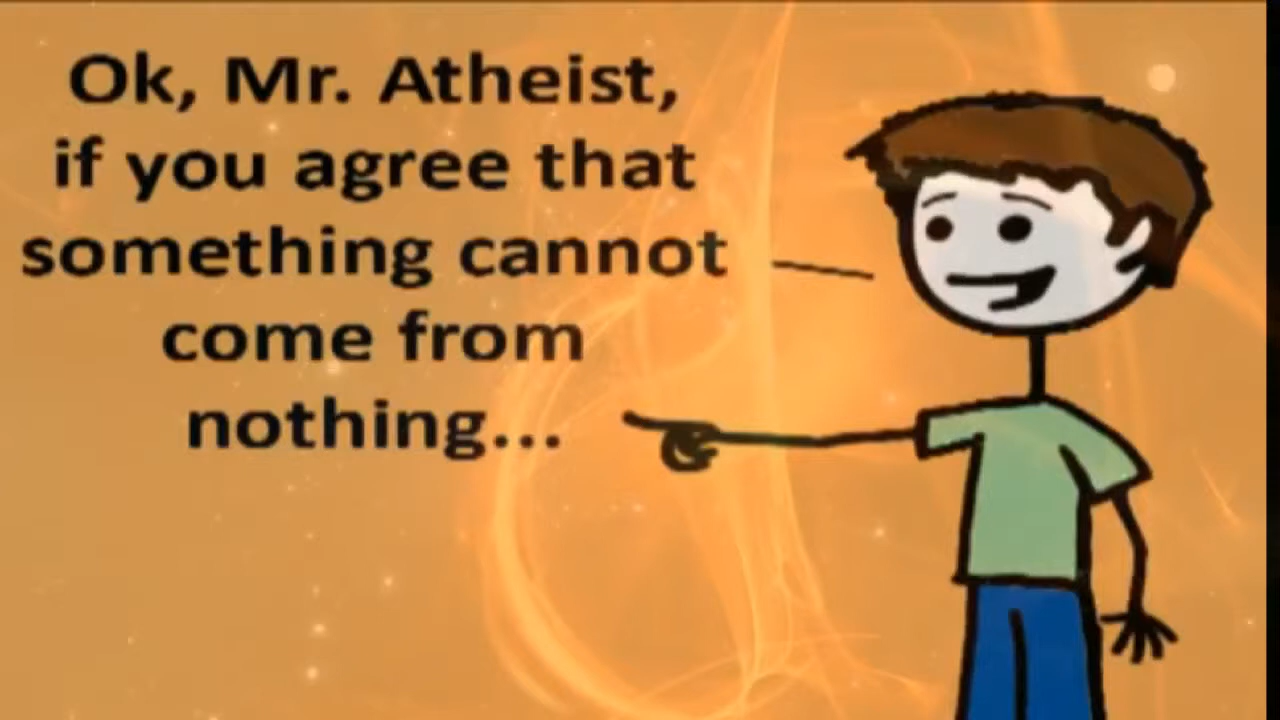 Ok, Mr. Atheist,
if you agree that
something cannot
come from
nothing...